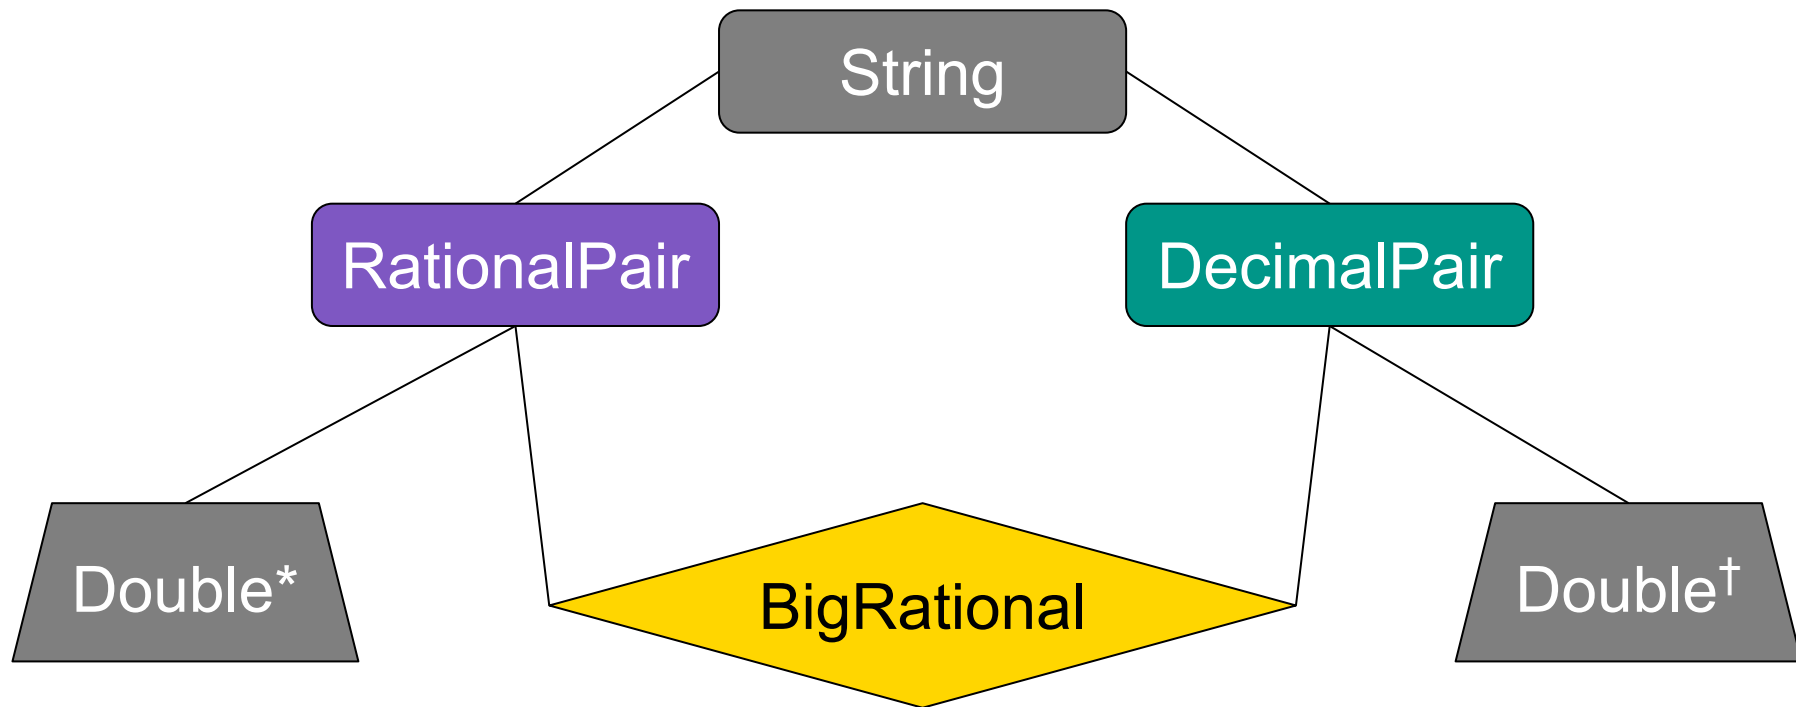 String
RationalPair
DecimalPair
Double*
BigRational
Double†